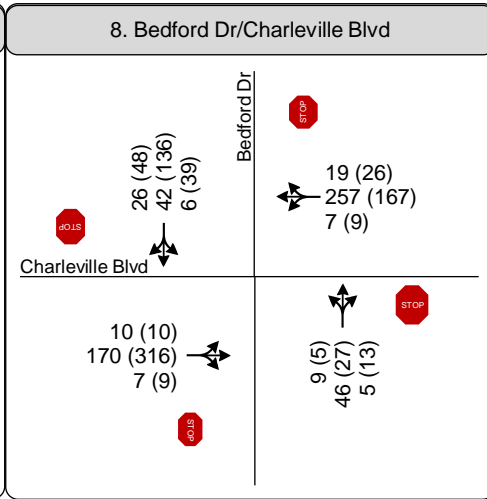 8. Bedford Dr/Charleville Blvd
Bedford Dr
STOP
26 (48)
42 (136)
6 (39)
19 (26)
257 (167)
7 (9)
STOP
Charleville Blvd
STOP
10 (10)
170 (316)
7 (9)
9 (5)
46 (27)
5 (13)
STOP